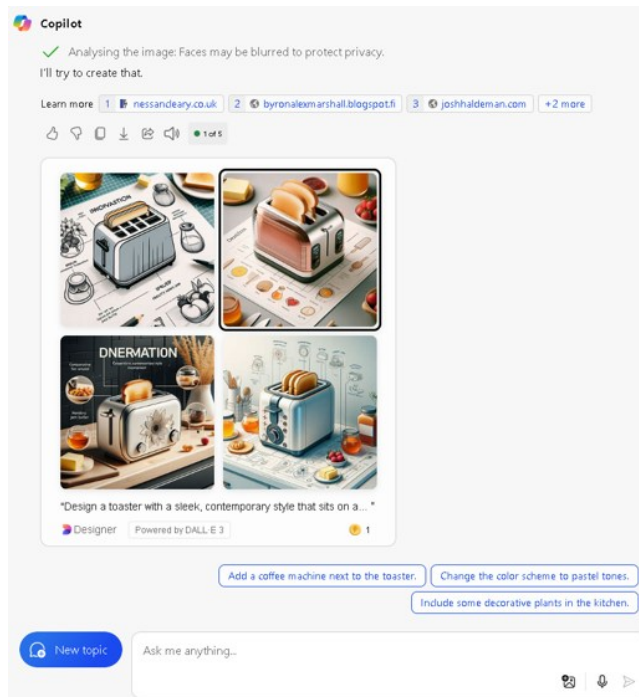 Copilot
Analysing the image: Faces may be blurred to protect privacy.
I'll try to create that.
Learn more 1 nessancleary.co.uk 2 byronalexmarshall.blogspot.fi 3 joshhaldeman.com +2 more
1 of 5
INNOPVASTION
DNERMATION
"Design a toaster with a sleek, contemporary style that sits on a... "
Designer Powered by DALL·E 3 1
Add a coffee machine next to the toaster. Change the color scheme to pastel tones.
Include some decorative plants in the kitchen.
New topic Ask me anything...